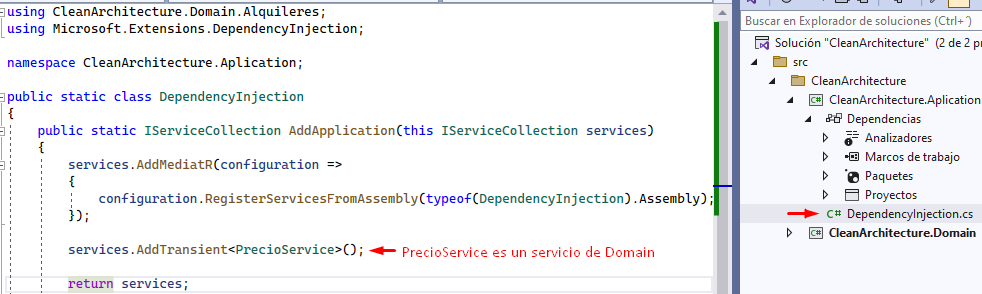 using CleanArchitecture.Domain.Alquileres;
using Microsoft.Extensions.DependencyInjection;
namespace CleanArchitecture.Aplication;
public static class DependencyInjection
{
public static IServiceCollection AddApplication(this IServiceCollection services)
{
services.AddMediatR(configuration =>
{
configuration.RegisterServicesFromAssembly(typeof(DependencyInjection).Assembly);
});
services.AddTransient<PrecioService>(); PrecioService es un servicio de Domain
return services;
Buscar en Explorador de soluciones (Ctrl+´)
Solución "CleanArchitecture" (2 de 2 pr
src
CleanArchitecture
C# CleanArchitecture.Aplication
Dependencias
Analizadores
Marcos de trabajo
Paquetes
Proyectos
C# DependencyInjection.cs
C# CleanArchitecture.Domain